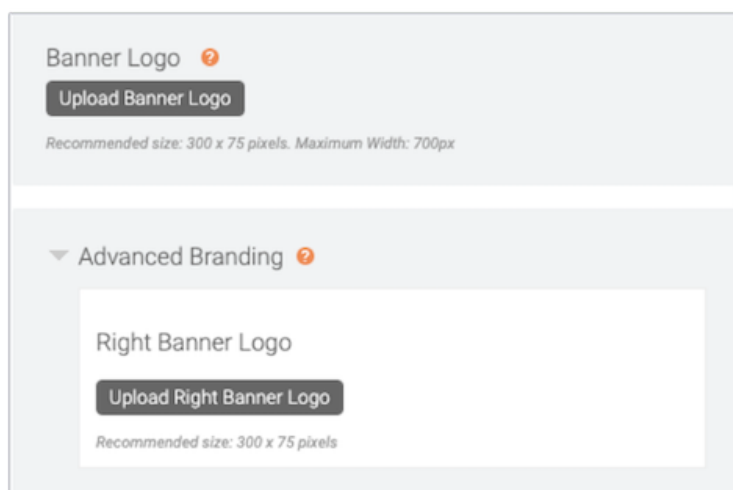 Banner Logo ?
Upload Banner Logo
Recommended size: 300 x 75 pixels. Maximum Width: 700px
Advanced Branding ?
Right Banner Logo
Upload Right Banner Logo
Recommended size: 300 x 75 pixels